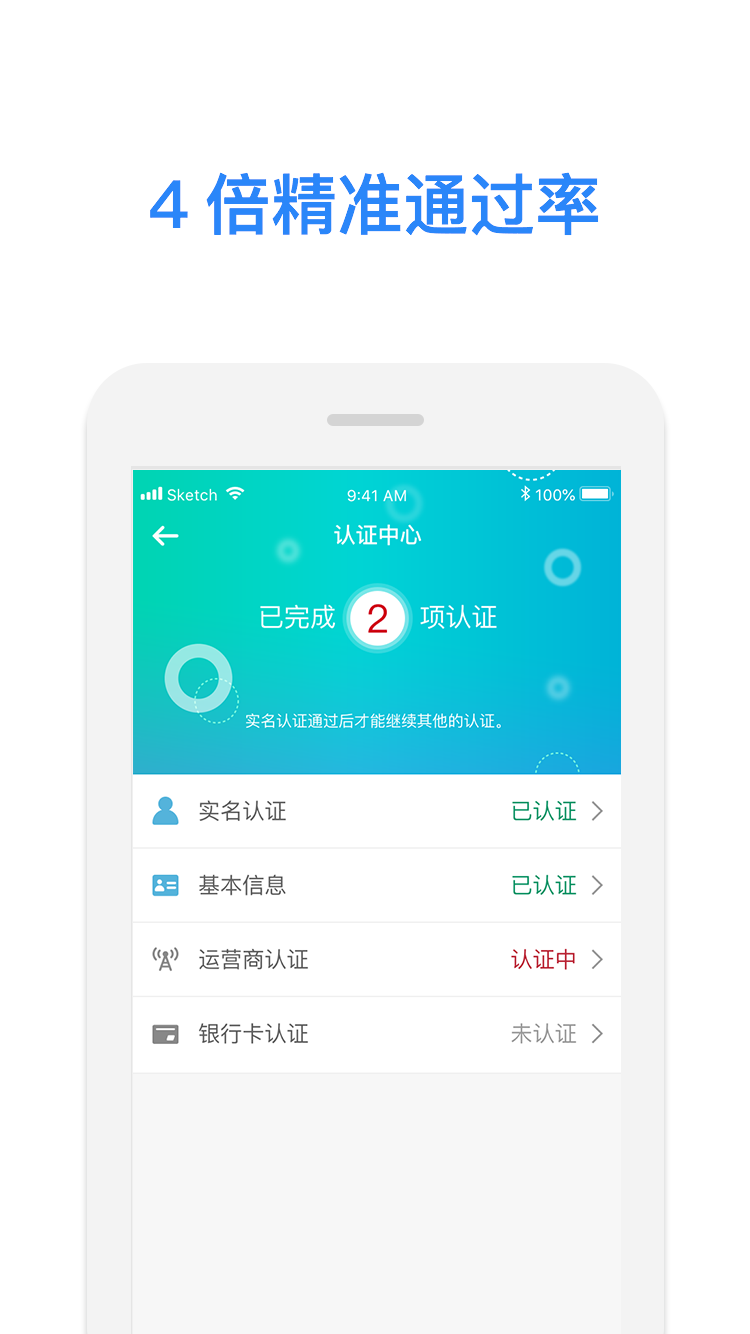 4 倍精准通过率
Sketch 9:41 AM 100%
认证中心
已完成 2 项认证
实名认证通过后才能继续其他的认证。
实名认证 已认证
基本信息 已认证
运营商认证 认证中
银行卡认证 未认证